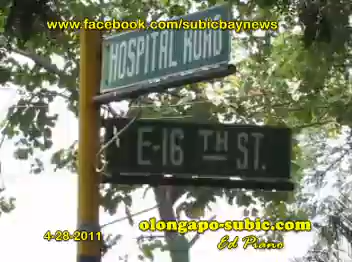 www.facebook.com/subicbaynews
HOSPITAL ROAD
E-16 TH ST.
olongapo-subic.com
4-28-2011
Ed Piano